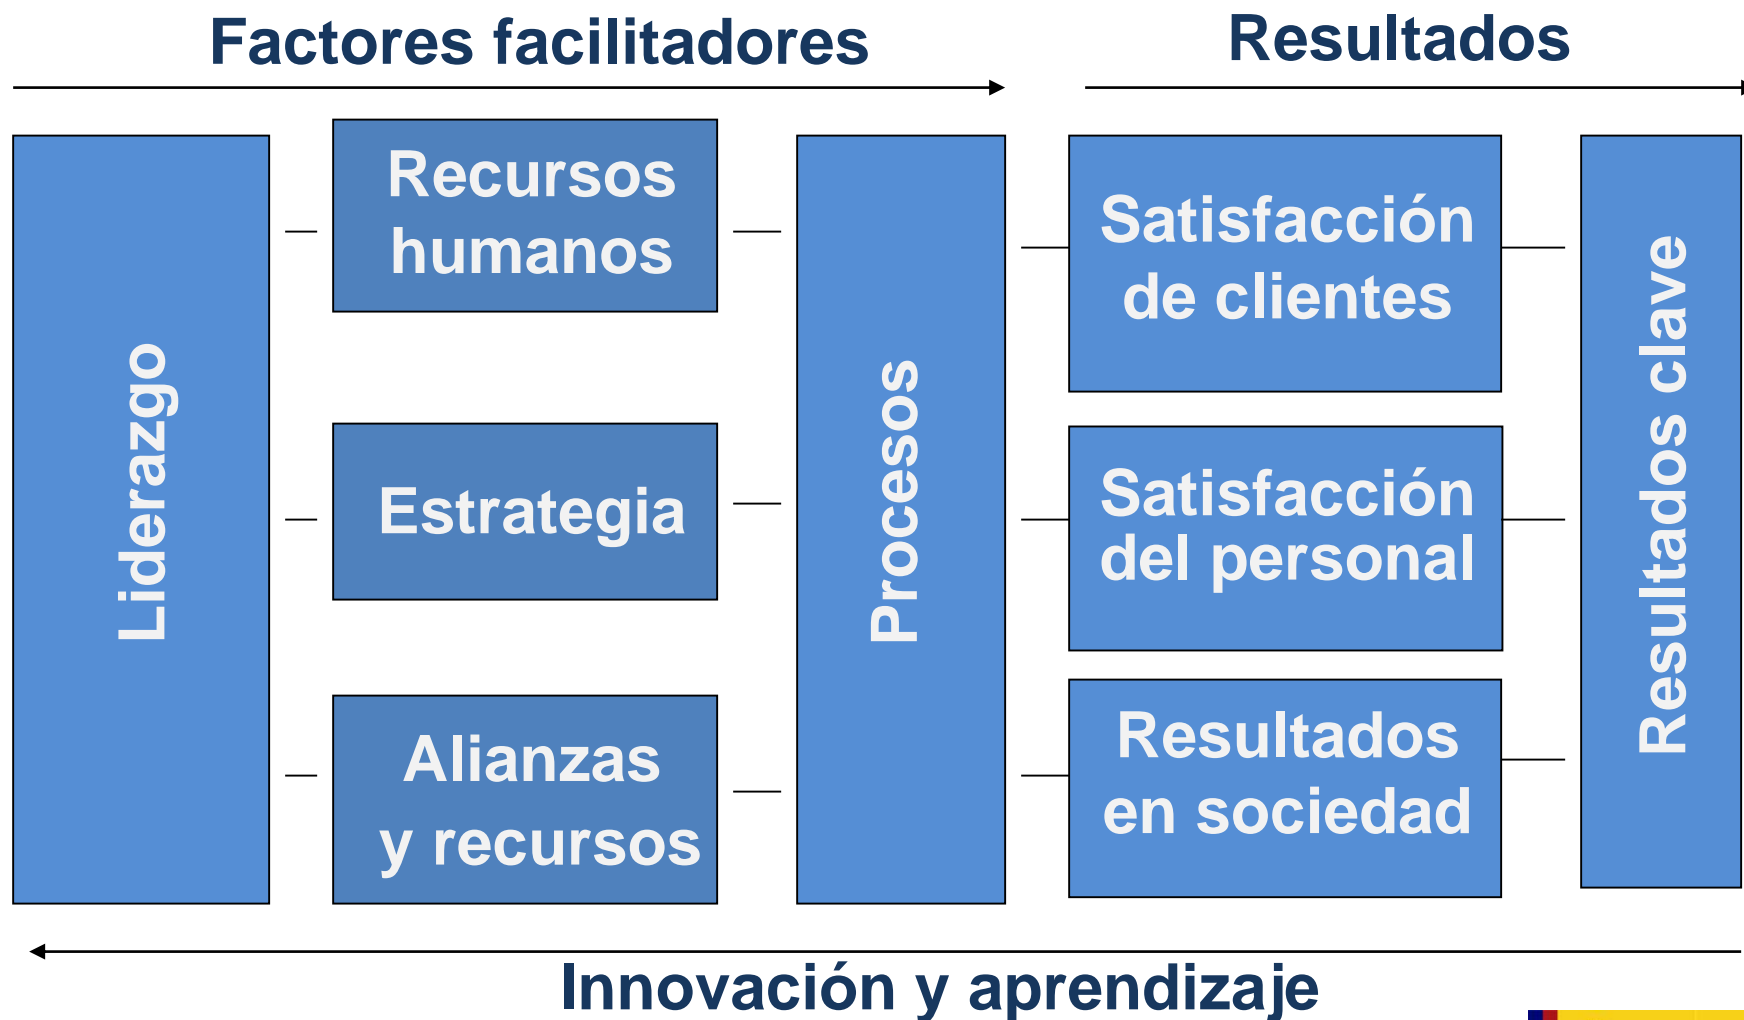 Factores facilitadores
Resultados
Liderazgo
Recursos
humanos
Estrategia
Alianzas
y recursos
Procesos
Satisfacción
de clientes
Satisfacción
del personal
Resultados
en sociedad
Resultados clave
Innovación y aprendizaje